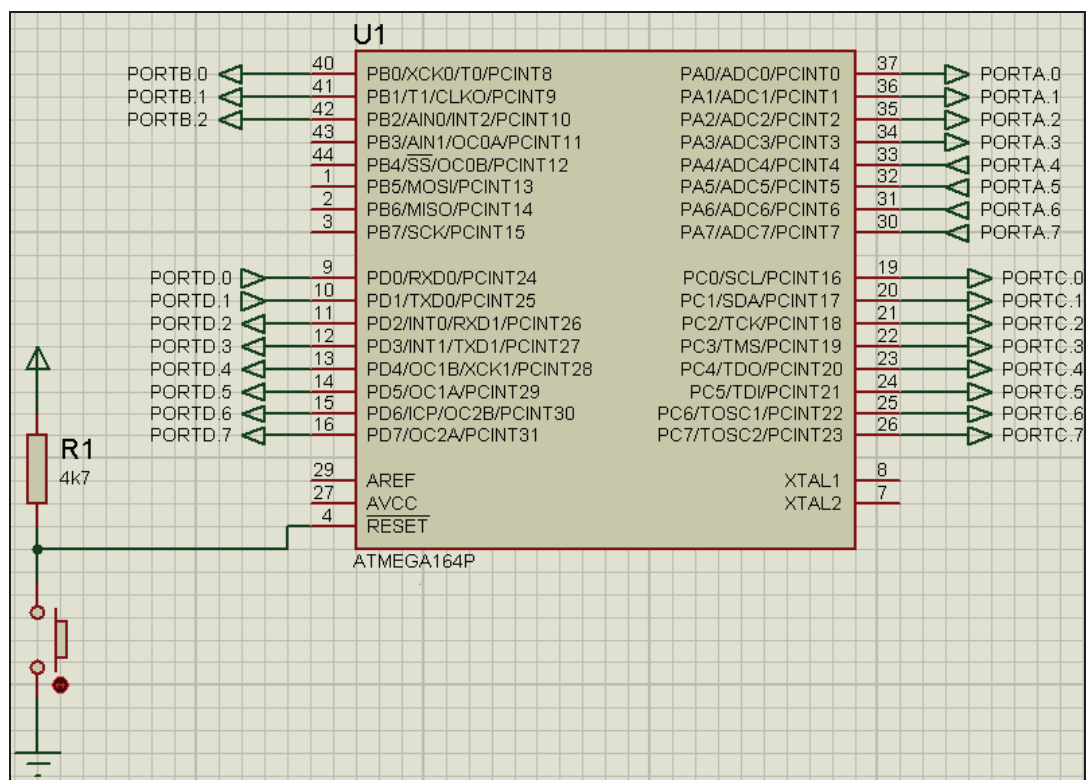 U1
PORTB.0 40 PB0/XCK0/T0/PCINT8 PA0/ADC0/PCINT0 37 PORTA.0
PORTB.1 41 PB1/T1/CLKO/PCINT9 PA1/ADC1/PCINT1 36 PORTA.1
PORTB.2 42 PB2/AIN0/INT2/PCINT10 PA2/ADC2/PCINT2 35 PORTA.2
43 PB3/AIN1/OC0A/PCINT11 PA3/ADC3/PCINT3 34 PORTA.3
44 PB4/SS/OC0B/PCINT12 PA4/ADC4/PCINT4 33 PORTA.4
1 PB5/MOSI/PCINT13 PA5/ADC5/PCINT5 32 PORTA.5
2 PB6/MISO/PCINT14 PA6/ADC6/PCINT6 31 PORTA.6
3 PB7/SCK/PCINT15 PA7/ADC7/PCINT7 30 PORTA.7
PORTD.0 9 PD0/RXD0/PCINT24 PC0/SCL/PCINT16 19 PORTC.0
PORTD.1 10 PD1/TXD0/PCINT25 PC1/SDA/PCINT17 20 PORTC.1
PORTD.2 11 PD2/INT0/RXD1/PCINT26 PC2/TCK/PCINT18 21 PORTC.2
PORTD.3 12 PD3/INT1/TXD1/PCINT27 PC3/TMS/PCINT19 22 PORTC.3
PORTD.4 13 PD4/OC1B/XCK1/PCINT28 PC4/TDO/PCINT20 23 PORTC.4
PORTD.5 14 PD5/OC1A/PCINT29 PC5/TDI/PCINT21 24 PORTC.5
PORTD.6 15 PD6/ICP/OC2B/PCINT30 PC6/TOSC1/PCINT22 25 PORTC.6
PORTD.7 16 PD7/OC2A/PCINT31 PC7/TOSC2/PCINT23 26 PORTC.7
R1
4k7
29 AREF XTAL1 8
27 AVCC XTAL2 7
4 RESET
ATMEGA164P